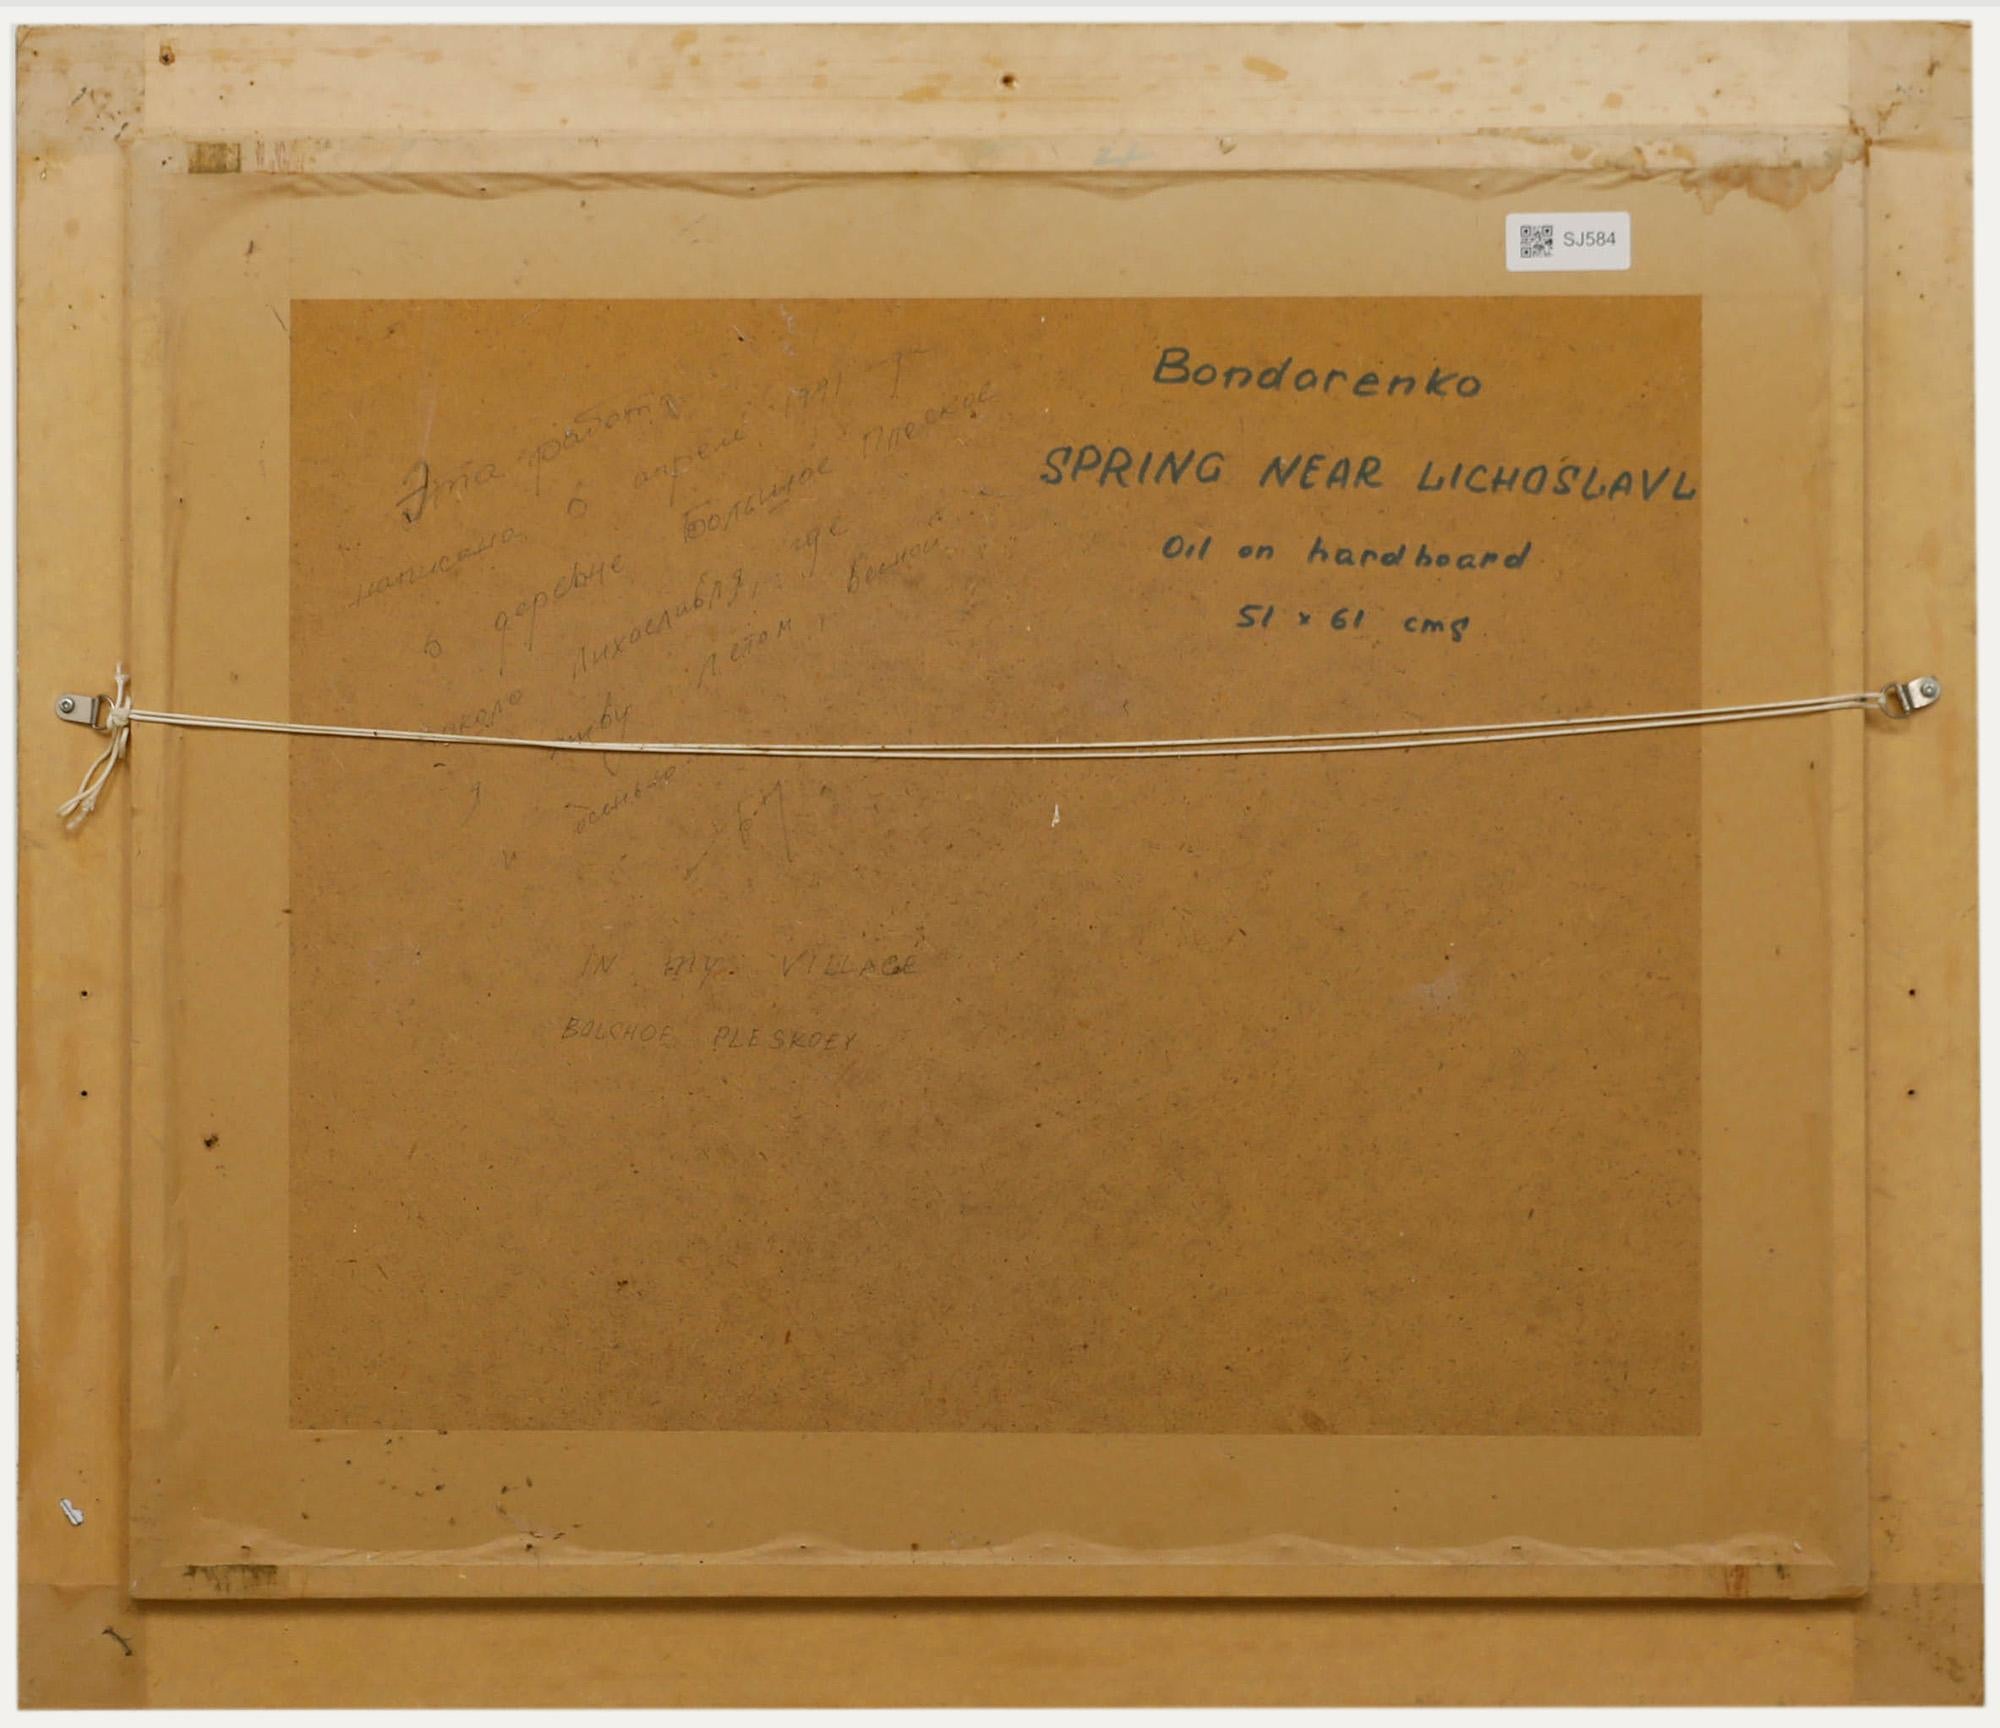 SJ584
Bondarenko
SPRING NEAR LICHOSLAVL
Oil on hardboard
51 x 61 cms
Эта работа
написана в апреле 1991 г
в деревне Большое Плоское
около Лихославля, где
я живу летом, весной
и осенью
IN my VILLAGE
BOLCHOE PLESKOEY